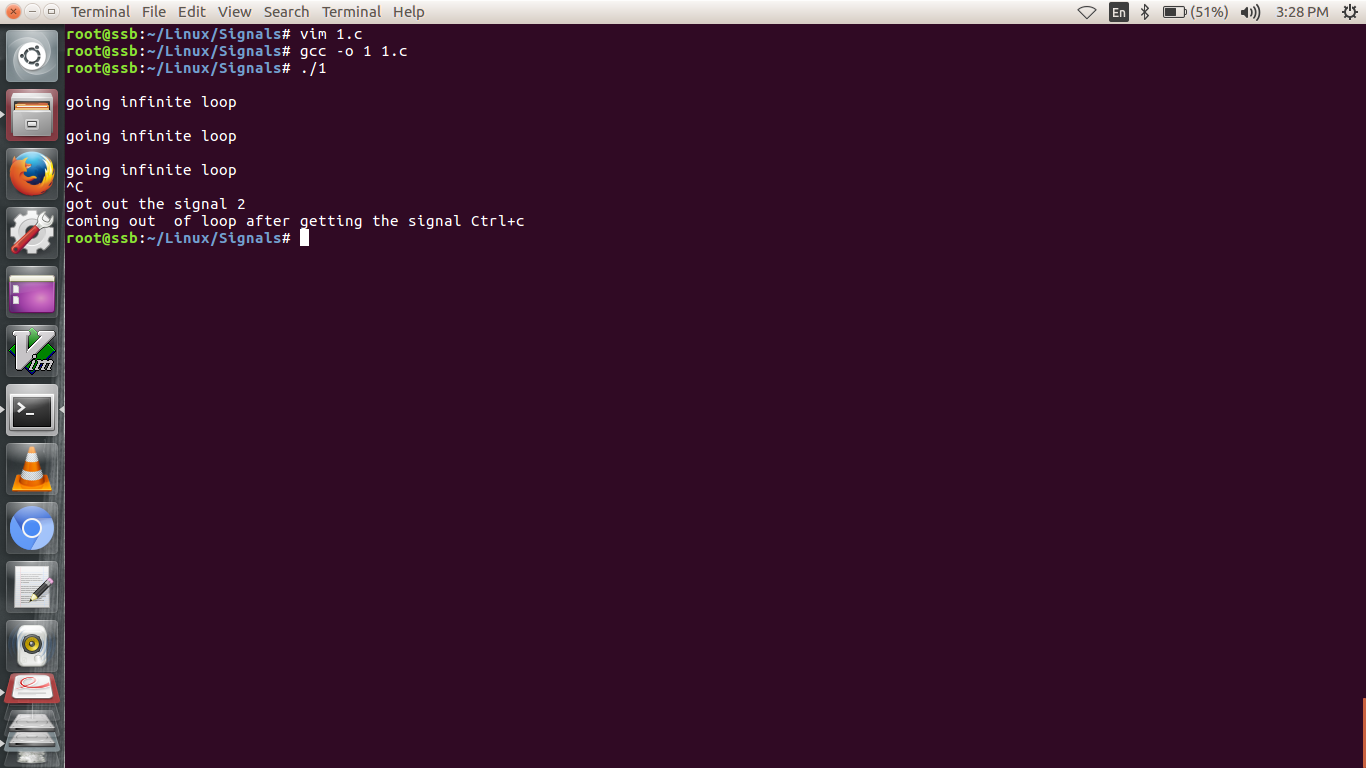 Terminal File Edit View Search Terminal Help En (51%) 3:28 PM
root@ssb:~/Linux/Signals# vim 1.c
root@ssb:~/Linux/Signals# gcc -o 1 1.c
root@ssb:~/Linux/Signals# ./1
going infinite loop
going infinite loop
going infinite loop
^C
got out the signal 2
coming out  of loop after getting the signal Ctrl+c
root@ssb:~/Linux/Signals#
Vim
>_